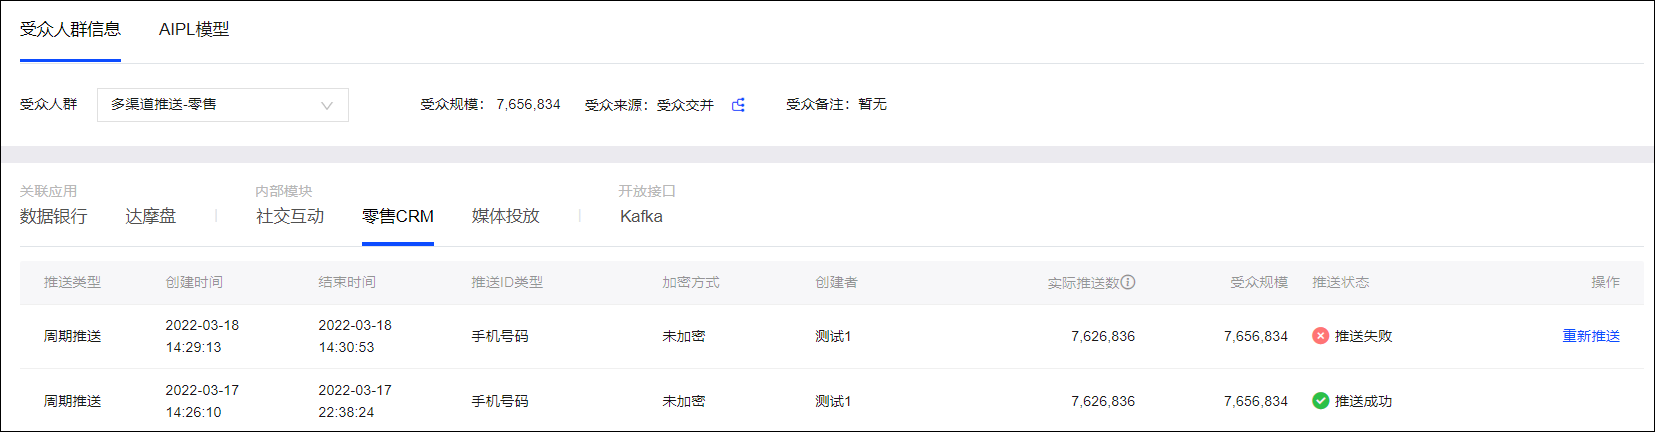 受众人群信息 AIPL模型
受众人群 多渠道推送-零售 受众规模： 7,656,834 受众来源：受众交并 受众备注：暂无
关联应用 内部模块 开放接口
数据银行 达摩盘 社交互动 零售CRM 媒体投放 Kafka
推送类型 创建时间 结束时间 推送ID类型 加密方式 创建者 实际推送数 受众规模 推送状态 操作
周期推送 2022-03-18 14:29:13 2022-03-18 14:30:53 手机号码 未加密 测试1 7,626,836 7,656,834 推送失败 重新推送
周期推送 2022-03-17 14:26:10 2022-03-17 22:38:24 手机号码 未加密 测试1 7,626,836 7,656,834 推送成功